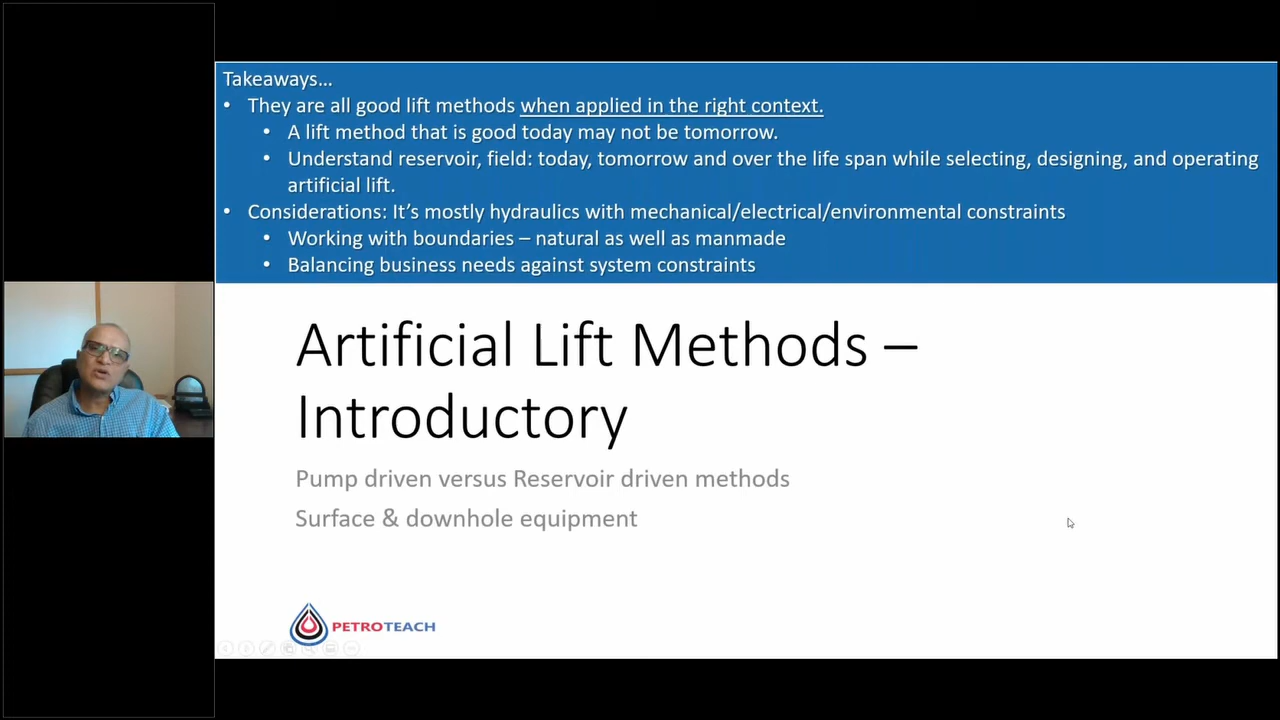 Takeaways...
• They are all good lift methods when applied in the right context.
• A lift method that is good today may not be tomorrow.
• Understand reservoir, field: today, tomorrow and over the life span while selecting, designing, and operating
artificial lift.
• Considerations: It's mostly hydraulics with mechanical/electrical/environmental constraints
• Working with boundaries – natural as well as manmade
• Balancing business needs against system constraints
Artificial Lift Methods –
Introductory
Pump driven versus Reservoir driven methods
Surface & downhole equipment
PETROTEACH